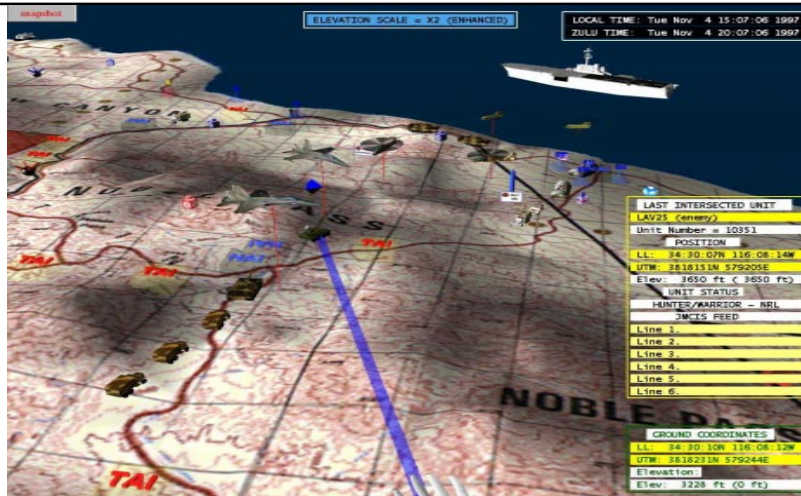 snapshot
ELEVATION SCALE = X2 (ENHANCED)
LOCAL TIME: Tue Nov 4 15:07:06 1997
ZULU TIME: Tue Nov 4 20:07:06 1997
CANYON
TAI
TAI
TAI
TAI
TAI
NAI
PASS
NOBLE
TAI
LAST INTERSECTED UNIT
LAV25 (enemy)
Unit Number = 10351
POSITION
LL: 34:30:07N 116:08:14W
UTM: 3818151N 579205E
Elev: 3650 ft ( 3650 ft)
UNIT STATUS
HUNTER/WARRIOR - NRL
JMCIS FEED
Line 1.
Line 2.
Line 3.
Line 4.
Line 5.
Line 6.
GROUND COORDINATES
LL: 34:30:10N 116:08:12W
UTM: 3818231N 579244E
Elevation:
Elev: 3228 ft (0 ft)